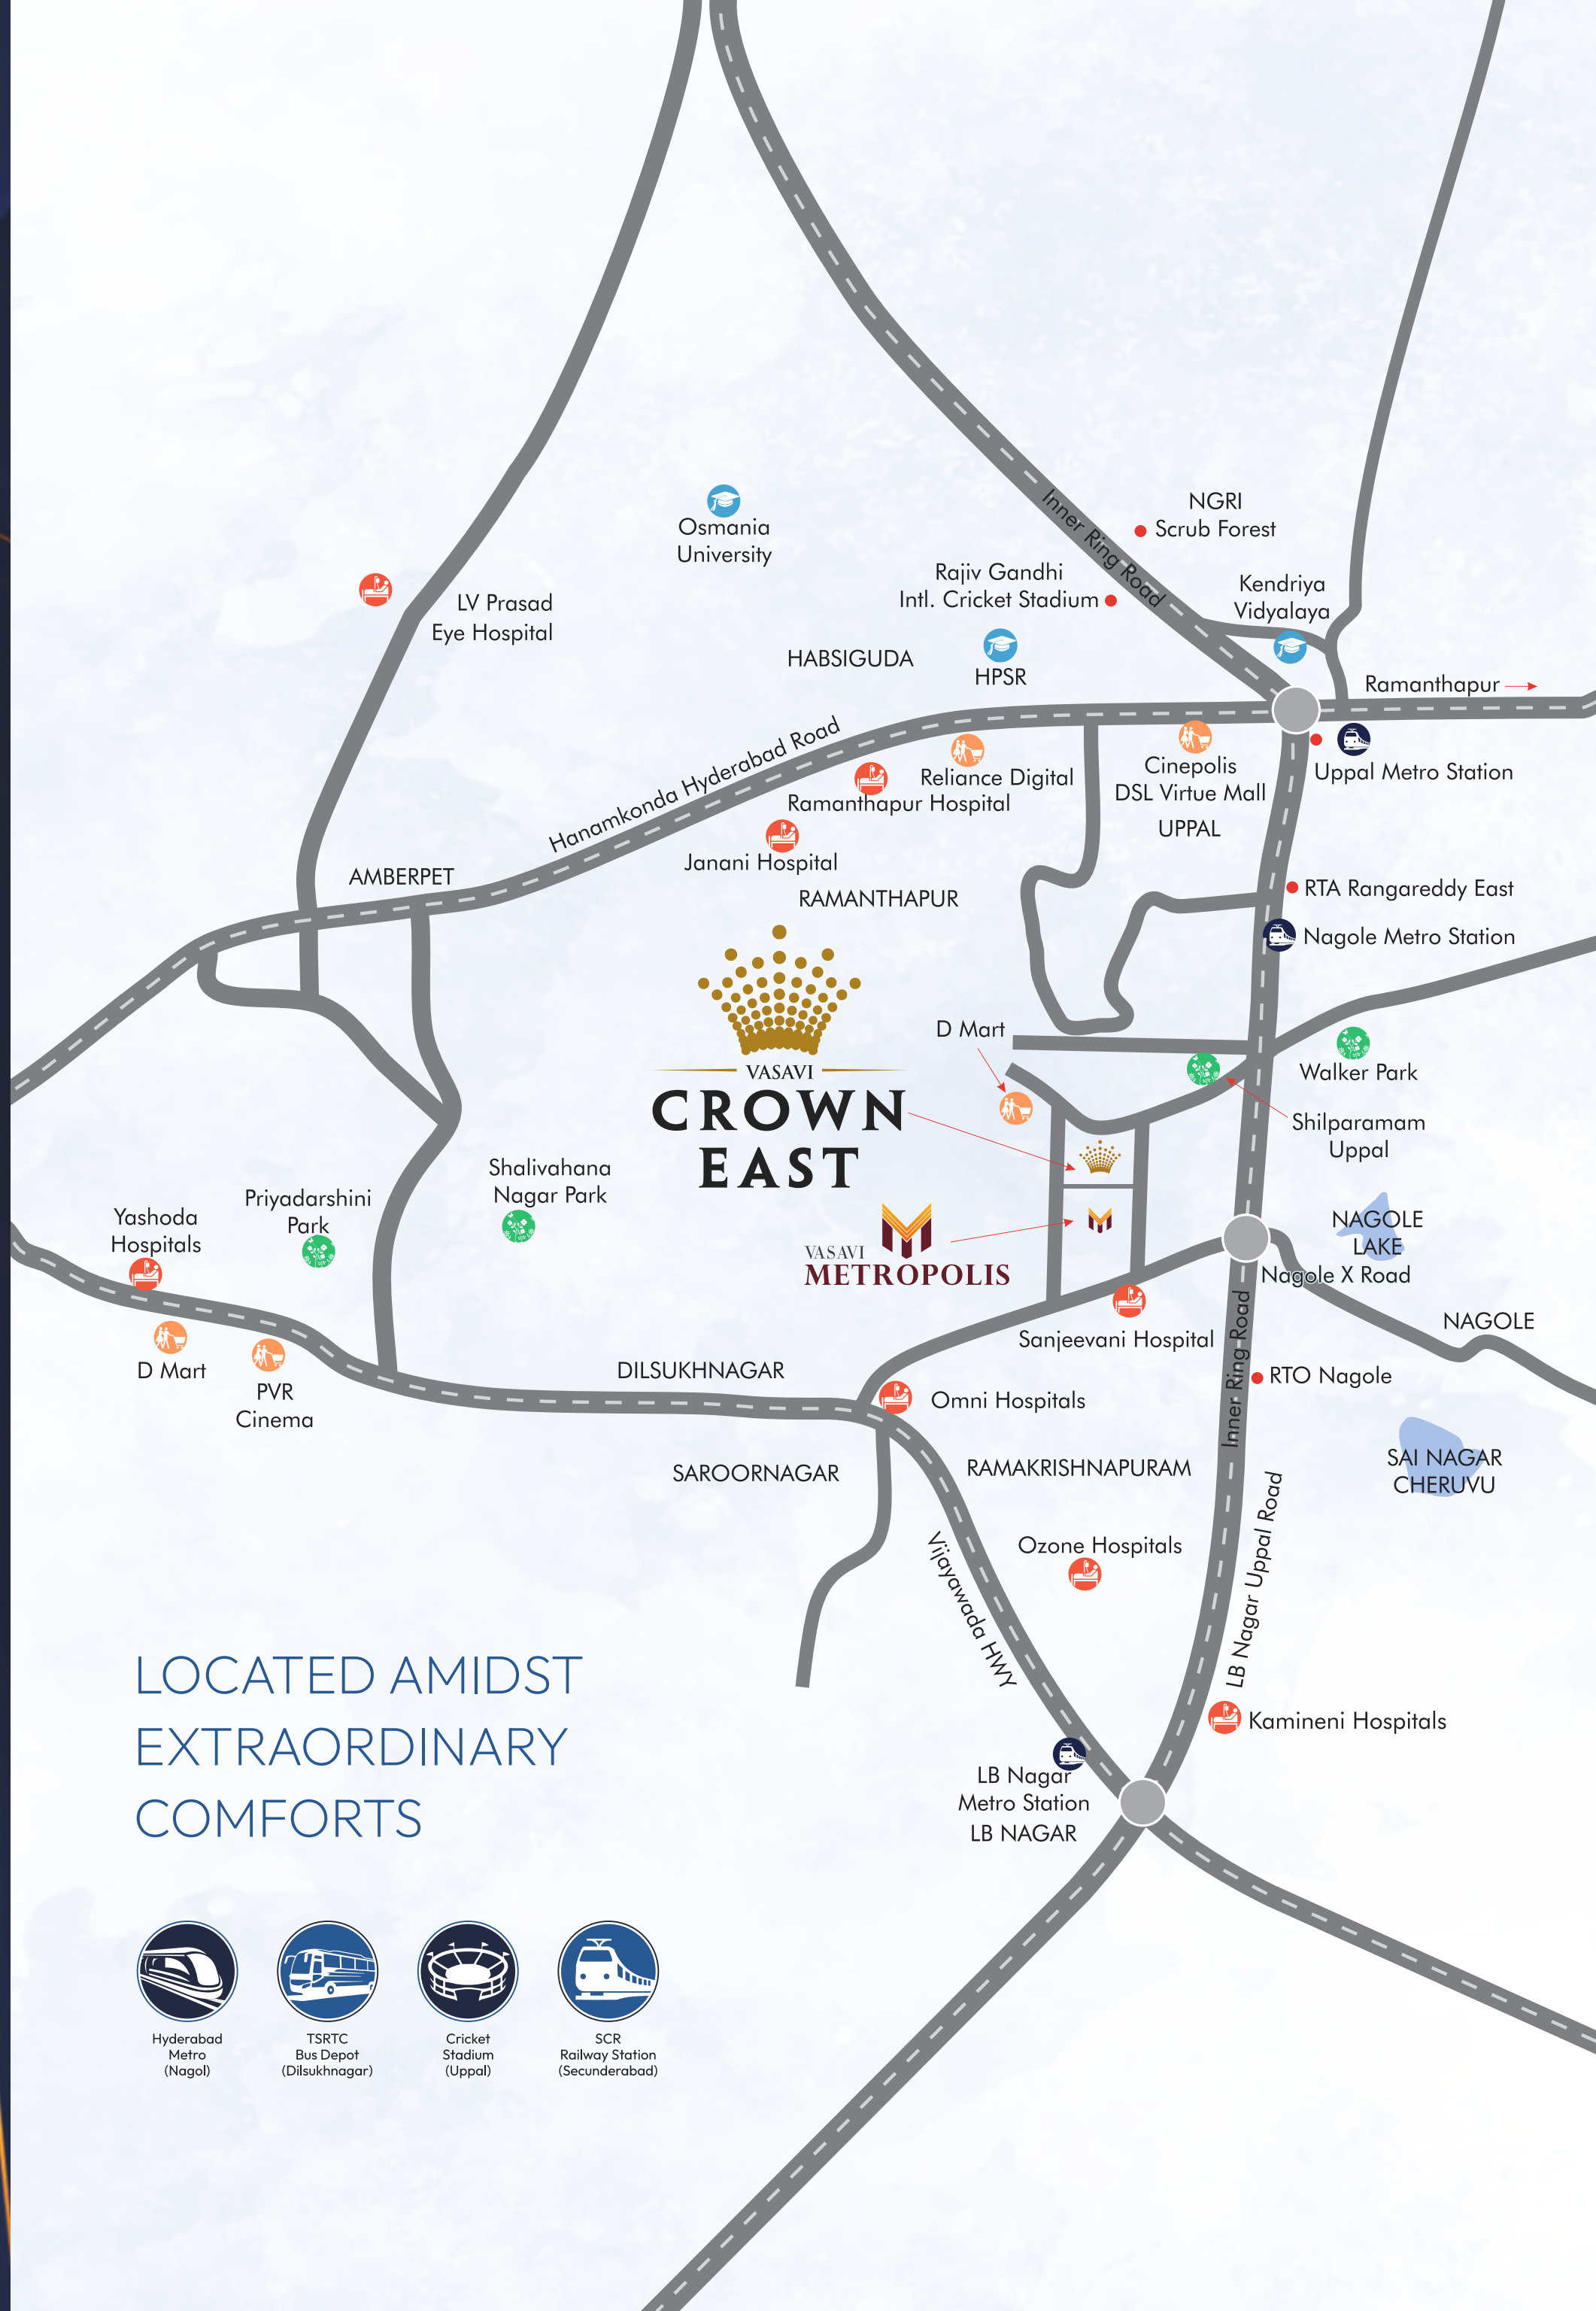 NGRI
Scrub Forest
Inner Ring Road
Osmania
University
Rajiv Gandhi
Intl. Cricket Stadium
Kendriya
Vidyalaya
LV Prasad
Eye Hospital
HABSIGUDA
HPSR
Ramanthapur
Hanamkonda Hyderabad Road
Reliance Digital
Cinepolis
DSL Virtue Mall
Uppal Metro Station
Ramanthapur Hospital
UPPAL
Janani Hospital
AMBERPET
RAMANTHAPUR
RTA Rangareddy East
Nagole Metro Station
D Mart
VASAVI
CROWN
EAST
Walker Park
Shilparamam
Uppal
Shalivahana
Nagar Park
Priyadarshini
Park
Yashoda
Hospitals
VASAVI
METROPOLIS
NAGOLE
LAKE
Nagole X Road
NAGOLE
Sanjeevani Hospital
Inner Ring Road
D Mart
PVR
Cinema
DILSUKHNAGAR
RTO Nagole
Omni Hospitals
SAROORNAGAR
RAMAKRISHNAPURAM
SAI NAGAR
CHERUVU
Vijayawada HWY
Ozone Hospitals
LB Nagar Uppal Road
Kamineni Hospitals
LB Nagar
Metro Station
LB NAGAR
LOCATED AMIDST
EXTRAORDINARY
COMFORTS
Hyderabad
Metro
(Nagol)
TSRTC
Bus Depot
(Dilsukhnagar)
Cricket
Stadium
(Uppal)
SCR
Railway Station
(Secunderabad)